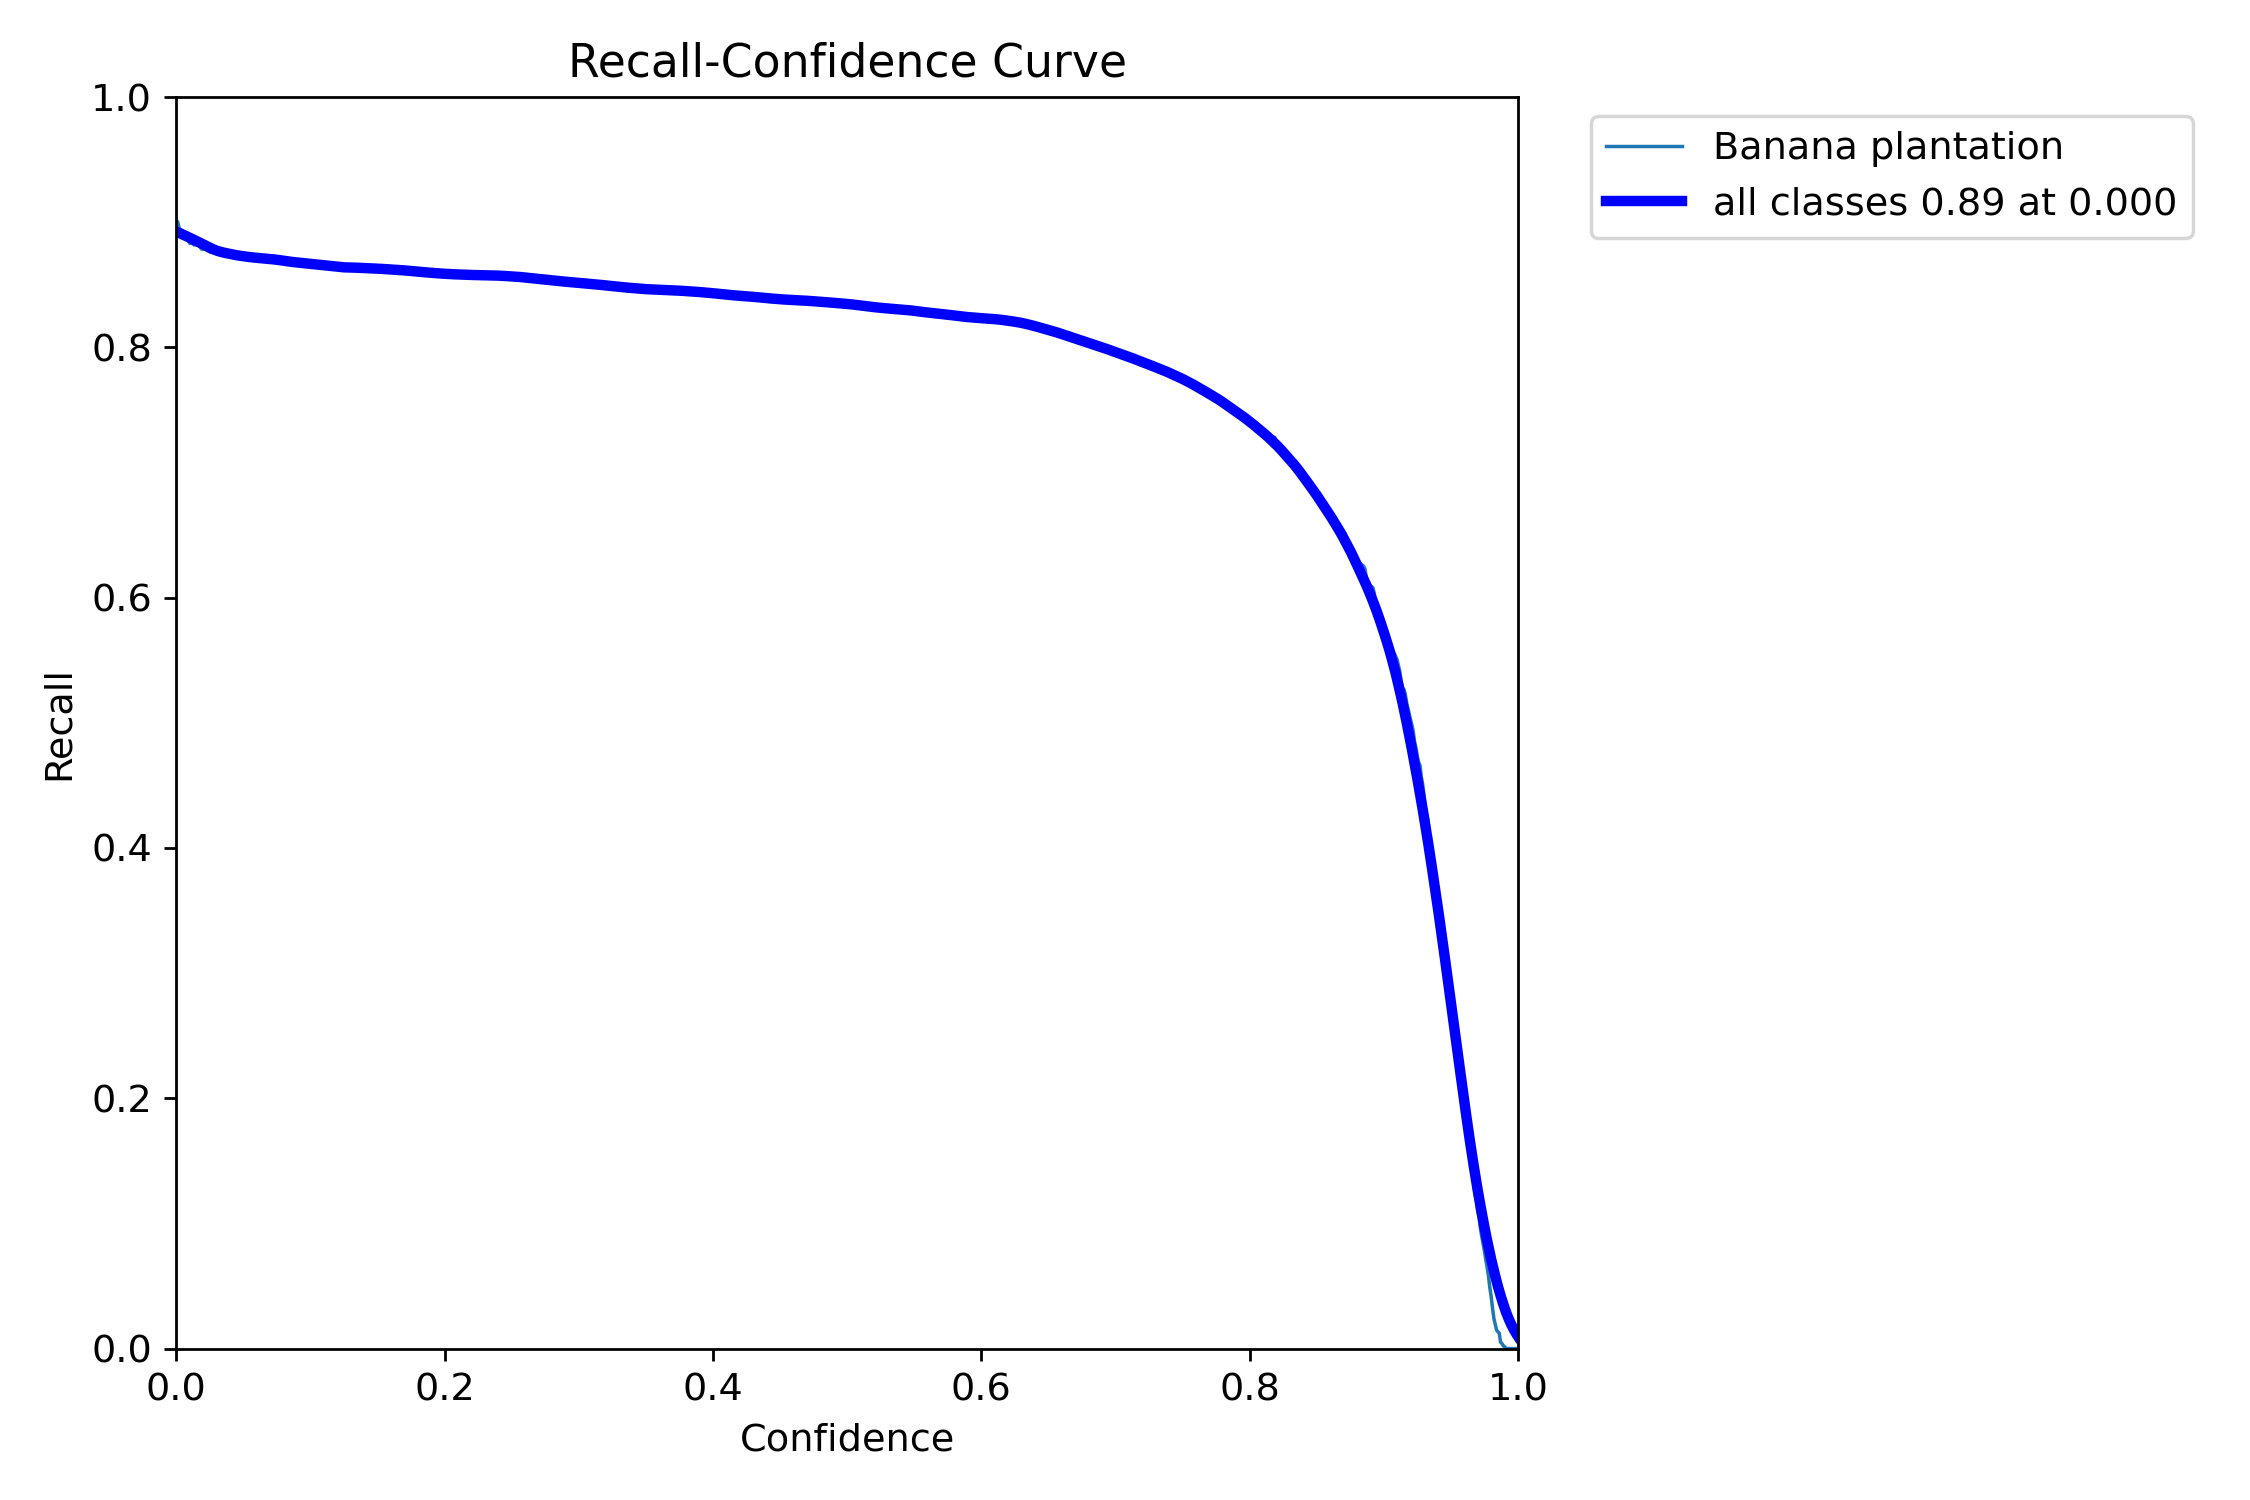 Recall-Confidence Curve
1.0
0.8
0.6
0.4
0.2
0.0
Recall
0.0 0.2 0.4 0.6 0.8 1.0
Confidence
Banana plantation
all classes 0.89 at 0.000